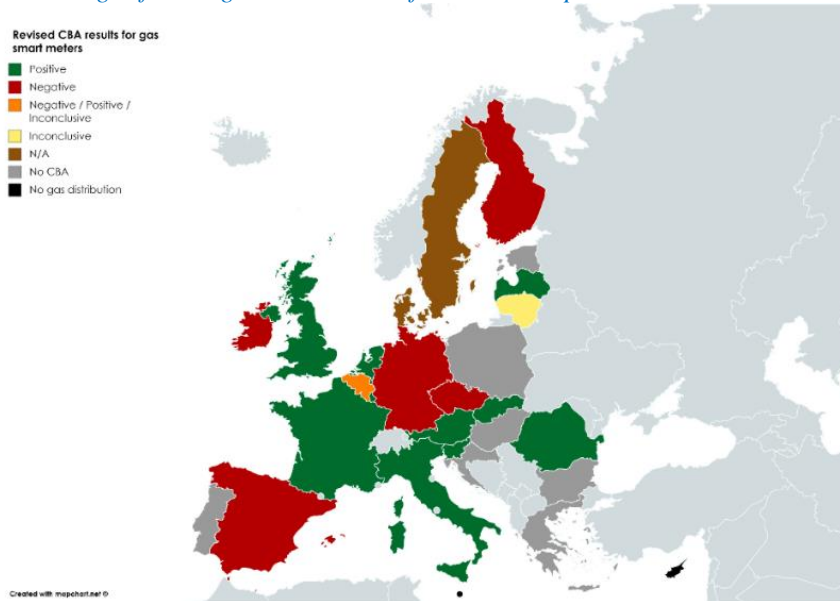 Revised CBA results for gas
smart meters
Positive
Negative
Negative / Positive /
Inconclusive
Inconclusive
N/A
No CBA
No gas distribution
Created with mapchart.net ©